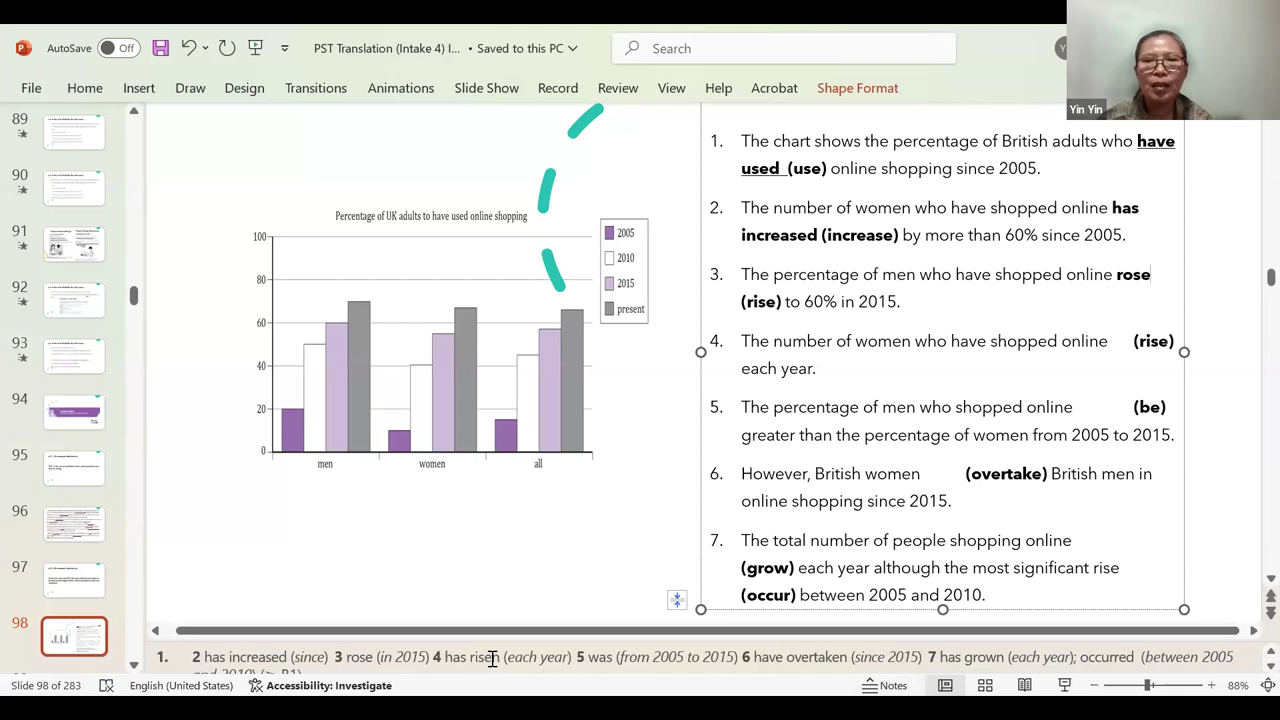 AutoSave
Off
PST Translation (Intake 4) I... • Saved to this PC
Search
Y
Yin Yin
File Home Insert Draw Design Transitions Animations Slide Show Record Review View Help Acrobat Shape Format
89
90
91
92
93
94
95
96
97
98
Percentage of UK adults to have used online shopping
100
80
60
40
20
0
men women all
2005
2010
2015
present
1. The chart shows the percentage of British adults who have
used (use) online shopping since 2005.
2. The number of women who have shopped online has
increased (increase) by more than 60% since 2005.
3. The percentage of men who have shopped online rose
(rise) to 60% in 2015.
4. The number of women who have shopped online (rise)
each year.
5. The percentage of men who shopped online (be)
greater than the percentage of women from 2005 to 2015.
6. However, British women (overtake) British men in
online shopping since 2015.
7. The total number of people shopping online
(grow) each year although the most significant rise
(occur) between 2005 and 2010.
1. 2 has increased (since) 3 rose (in 2015) 4 has risen (each year) 5 was (from 2005 to 2015) 6 have overtaken (since 2015) 7 has grown (each year); occurred (between 2005
Slide 98 of 283 English (United States) Accessibility: Investigate Notes 88%